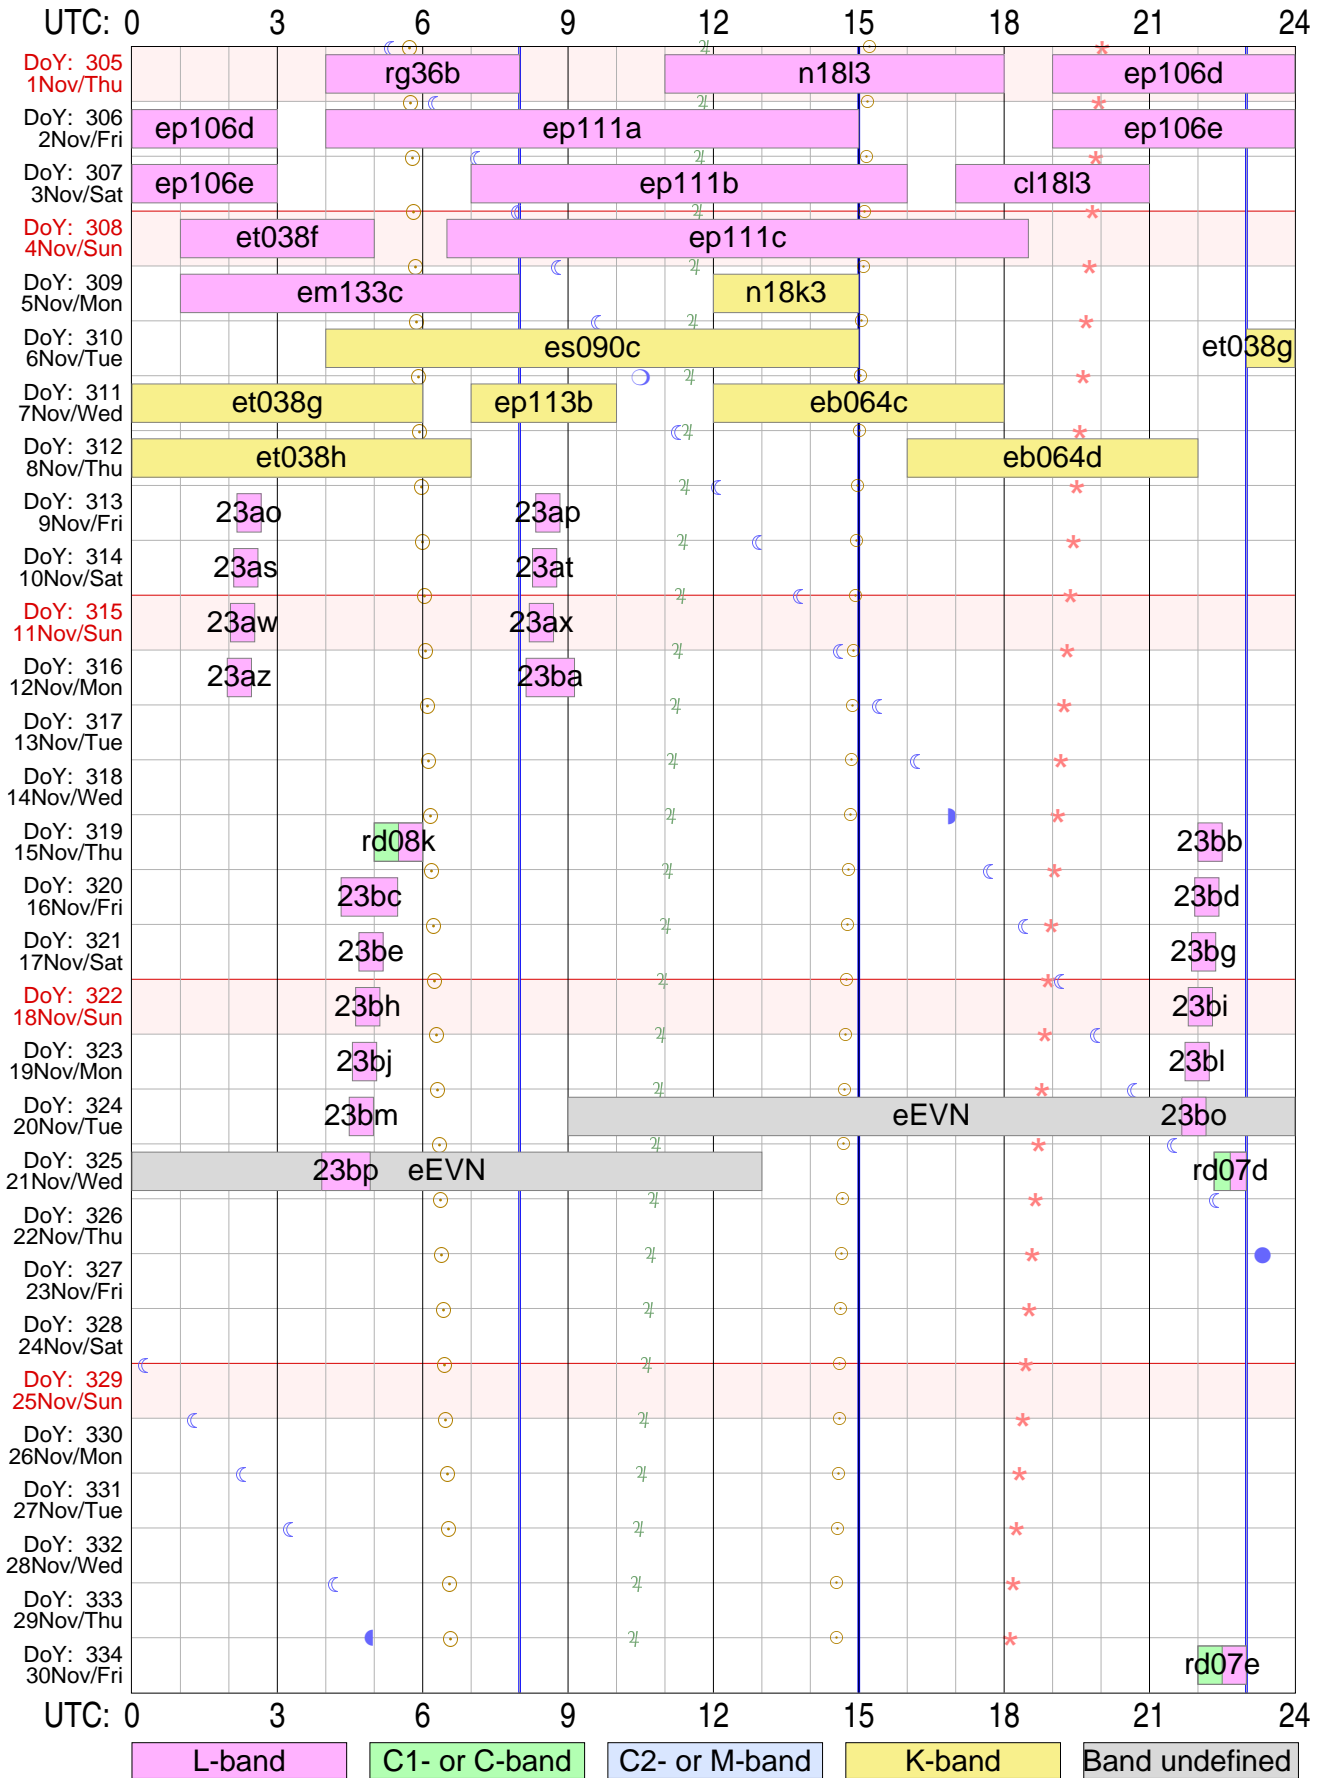 UTC: 0 3 6 9 12 15 18 21 24
DoY: 305 rg36b n18l3 ep106d
1Nov/Thu
DoY: 306 ep106d ep111a ep106e
2Nov/Fri
DoY: 307 ep106e ep111b cl18l3
3Nov/Sat
DoY: 308 et038f ep111c
4Nov/Sun
DoY: 309 em133c n18k3
5Nov/Mon
DoY: 310 es090c et038g
6Nov/Tue
DoY: 311 et038g ep113b eb064c
7Nov/Wed
DoY: 312 et038h eb064d
8Nov/Thu
DoY: 313 23ao 23ap
9Nov/Fri
DoY: 314 23as 23at
10Nov/Sat
DoY: 315 23aw 23ax
11Nov/Sun
DoY: 316 23az 23ba
12Nov/Mon
DoY: 317
13Nov/Tue
DoY: 318
14Nov/Wed
DoY: 319 rd08k 23bb
15Nov/Thu
DoY: 320 23bc 23bd
16Nov/Fri
DoY: 321 23be 23bg
17Nov/Sat
DoY: 322 23bh 23bi
18Nov/Sun
DoY: 323 23bj 23bl
19Nov/Mon
DoY: 324 23bm eEVN 23bo
20Nov/Tue
DoY: 325 23bp eEVN rd07d
21Nov/Wed
DoY: 326
22Nov/Thu
DoY: 327
23Nov/Fri
DoY: 328
24Nov/Sat
DoY: 329
25Nov/Sun
DoY: 330
26Nov/Mon
DoY: 331
27Nov/Tue
DoY: 332
28Nov/Wed
DoY: 333
29Nov/Thu
DoY: 334 rd07e
30Nov/Fri
UTC: 0 3 6 9 12 15 18 21 24
L-band C1- or C-band C2- or M-band K-band Band undefined